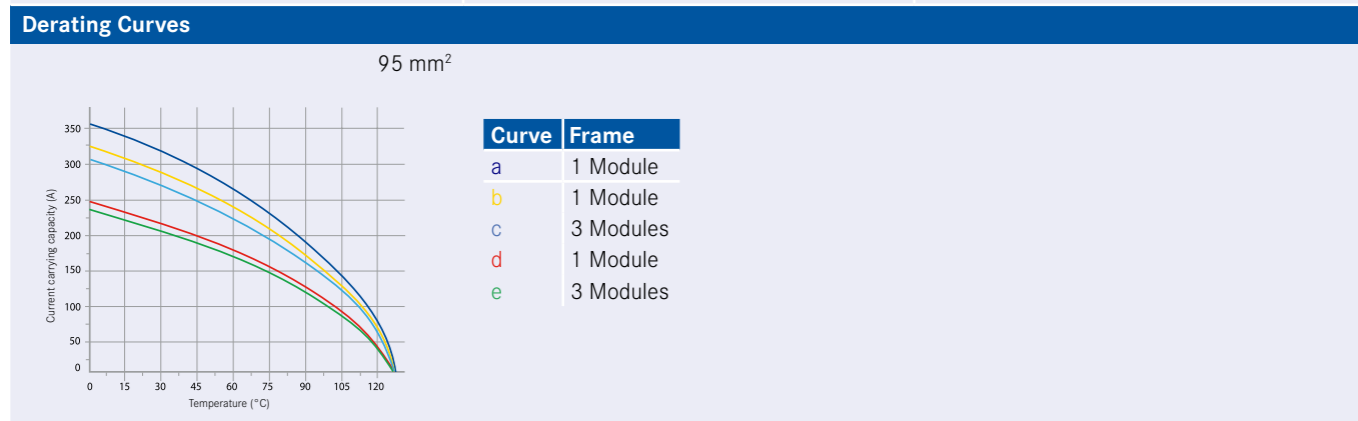 Derating Curves
95 mm²
350
300
250
200
150
100
50
0
Current carrying capacity (A)
0 15 30 45 60 75 90 105 120
Temperature (°C)
Curve Frame
a 1 Module
b 1 Module
c 3 Modules
d 1 Module
e 3 Modules